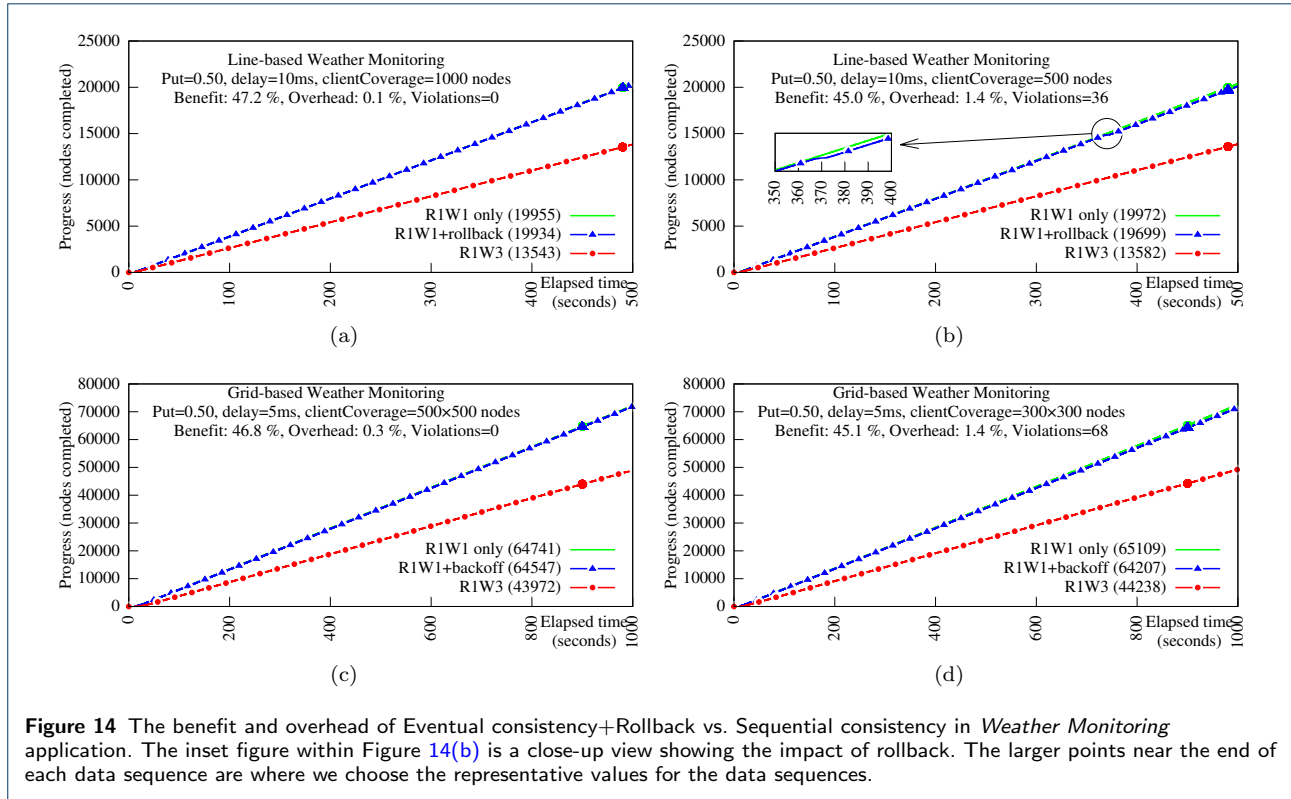 Line-based Weather Monitoring
Put=0.50, delay=10ms, clientCoverage=1000 nodes
Benefit: 47.2 %, Overhead: 0.1 %, Violations=0
Progress (nodes completed)
25000
20000
15000
10000
5000
0
R1W1 only (19955)
R1W1+rollback (19934)
R1W3 (13543)
0
100
200
300
400
500
Elapsed time
(seconds)
(a)
Line-based Weather Monitoring
Put=0.50, delay=10ms, clientCoverage=500 nodes
Benefit: 45.0 %, Overhead: 1.4 %, Violations=36
Progress (nodes completed)
25000
20000
15000
10000
5000
0
350
360
370
380
390
400
R1W1 only (19972)
R1W1+rollback (19699)
R1W3 (13582)
0
100
200
300
400
500
Elapsed time
(seconds)
(b)
Grid-based Weather Monitoring
Put=0.50, delay=5ms, clientCoverage=500×500 nodes
Benefit: 46.8 %, Overhead: 0.3 %, Violations=0
Progress (nodes completed)
80000
70000
60000
50000
40000
30000
20000
10000
0
R1W1 only (64741)
R1W1+backoff (64547)
R1W3 (43972)
0
200
400
600
800
1000
Elapsed time
(seconds)
(c)
Grid-based Weather Monitoring
Put=0.50, delay=5ms, clientCoverage=300×300 nodes
Benefit: 45.1 %, Overhead: 1.4 %, Violations=68
Progress (nodes completed)
80000
70000
60000
50000
40000
30000
20000
10000
0
R1W1 only (65109)
R1W1+backoff (64207)
R1W3 (44238)
0
200
400
600
800
1000
Elapsed time
(seconds)
(d)
Figure 14 The benefit and overhead of Eventual consistency+Rollback vs. Sequential consistency in Weather Monitoring
application. The inset figure within Figure 14(b) is a close-up view showing the impact of rollback. The larger points near the end of
each data sequence are where we choose the representative values for the data sequences.